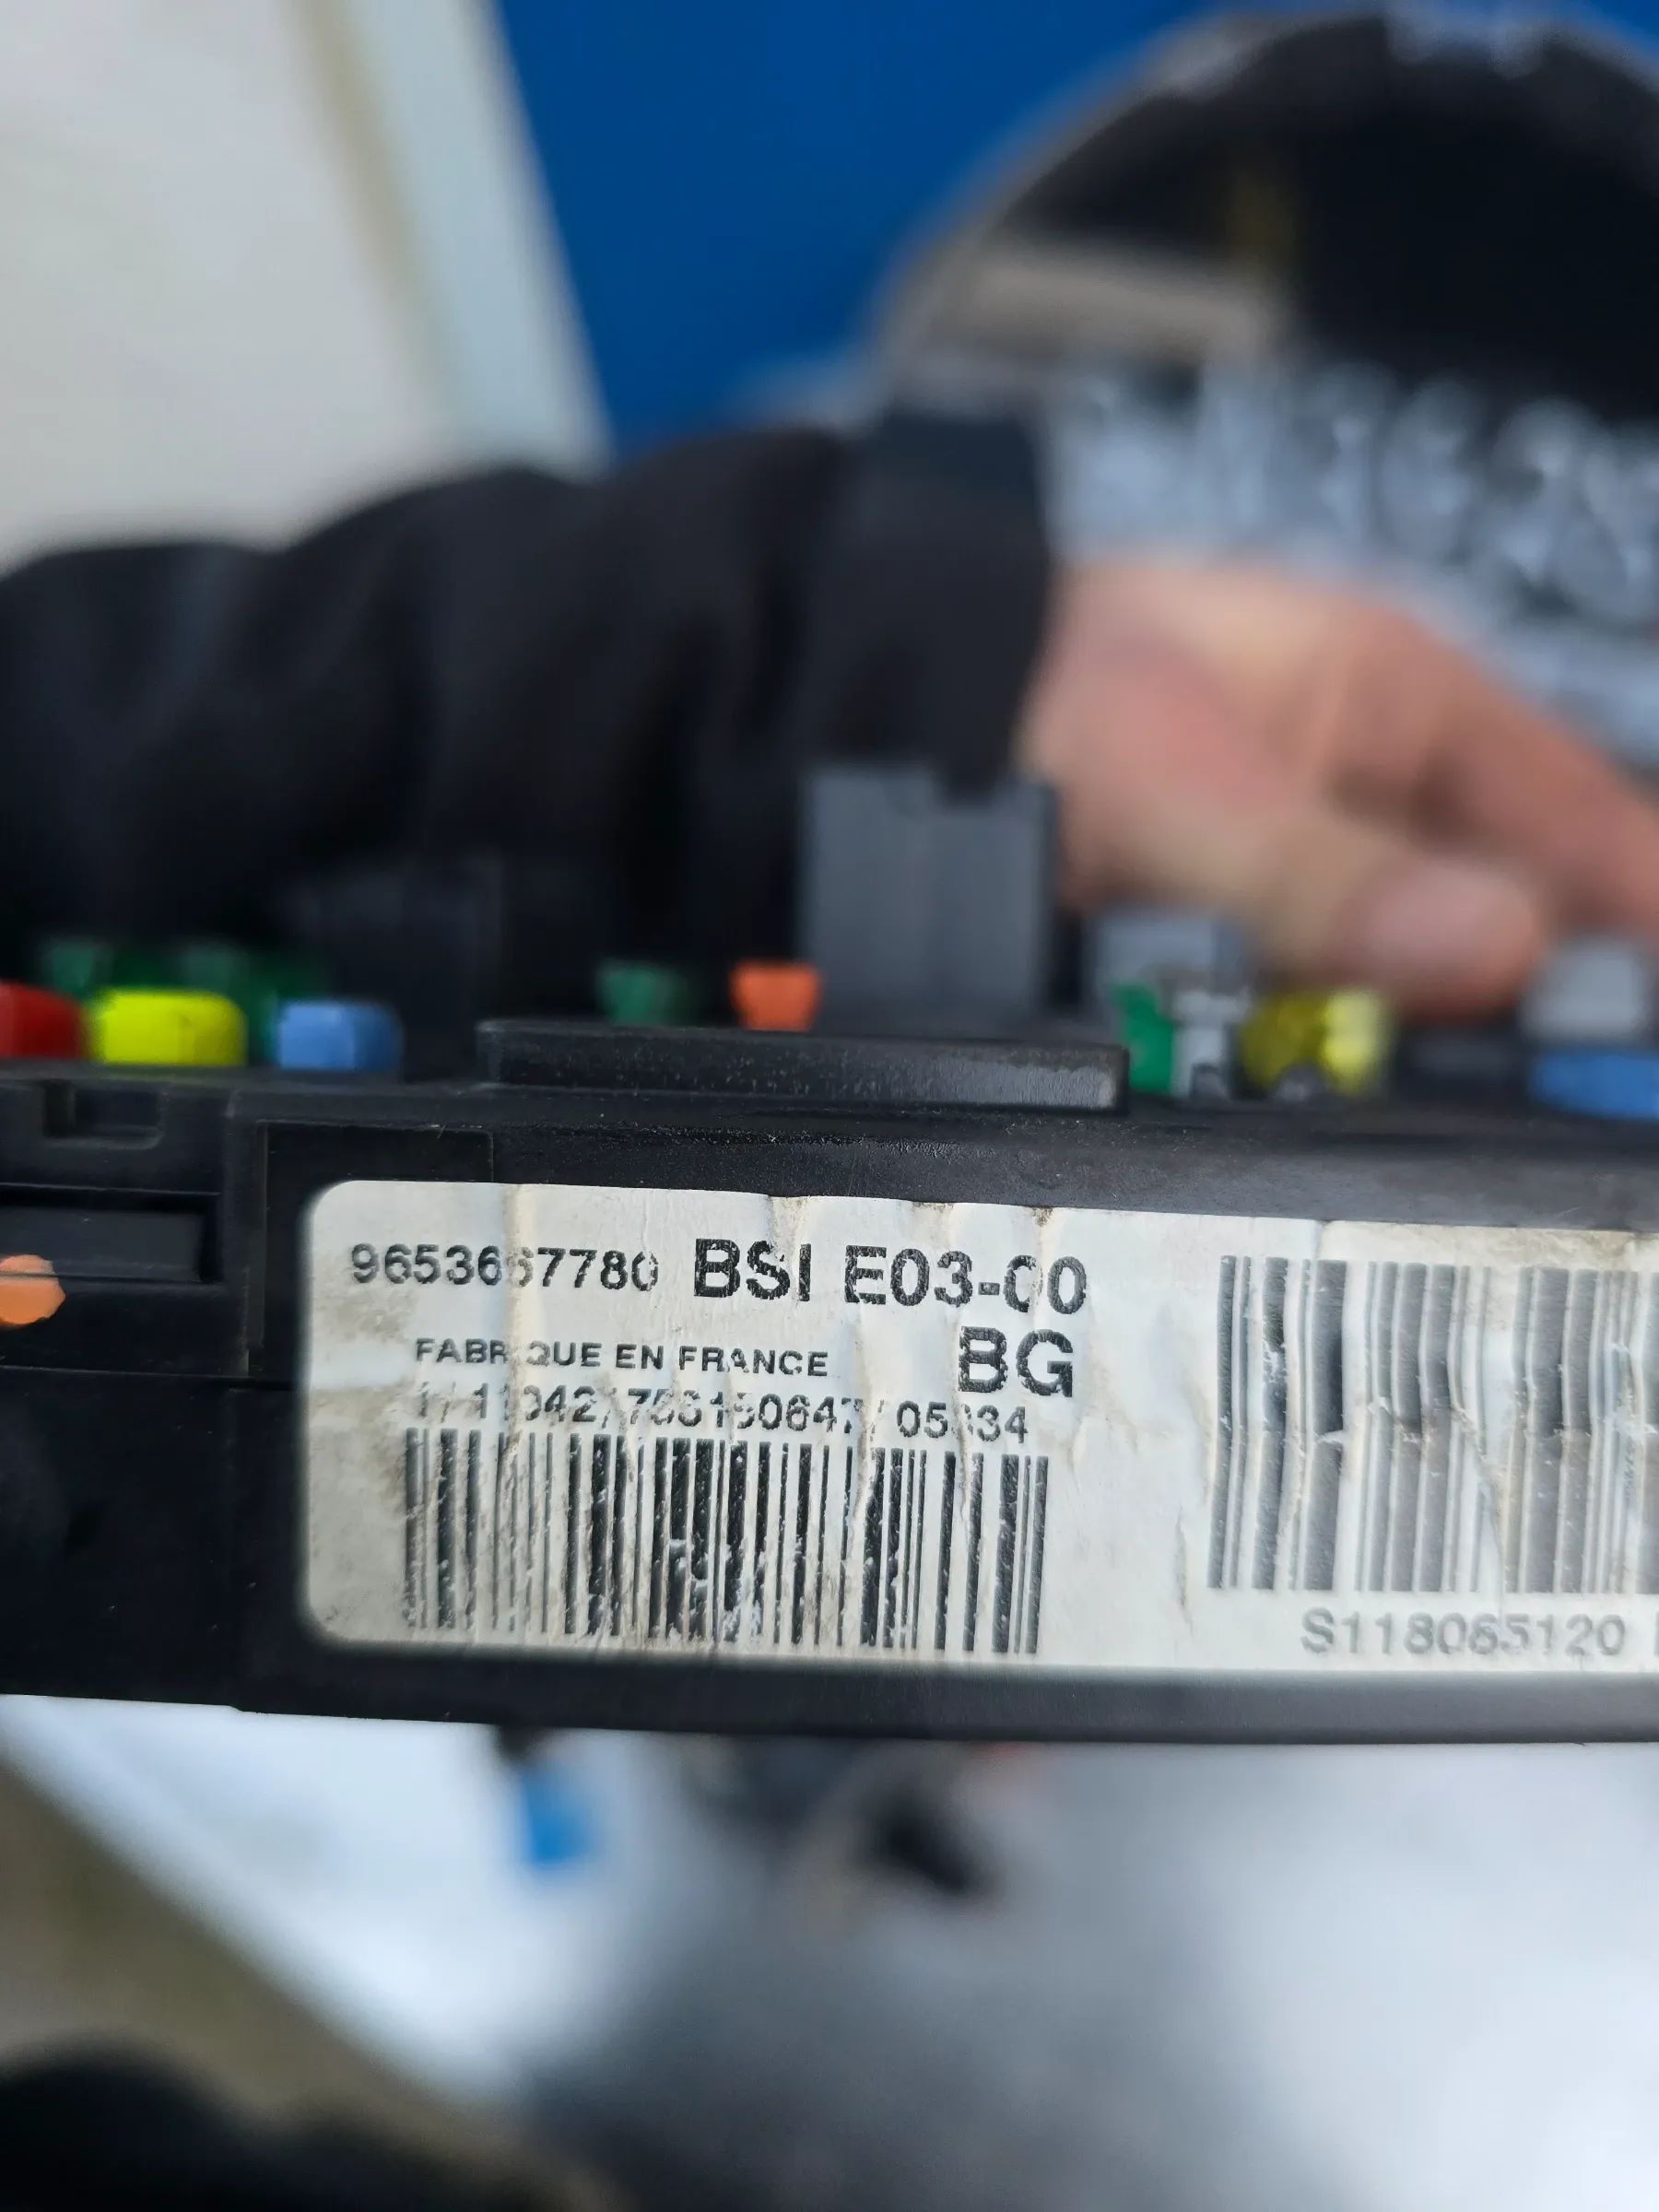 9653667780 BSI E03-00
BG
FABRIQUE EN FRANCE
S118065120